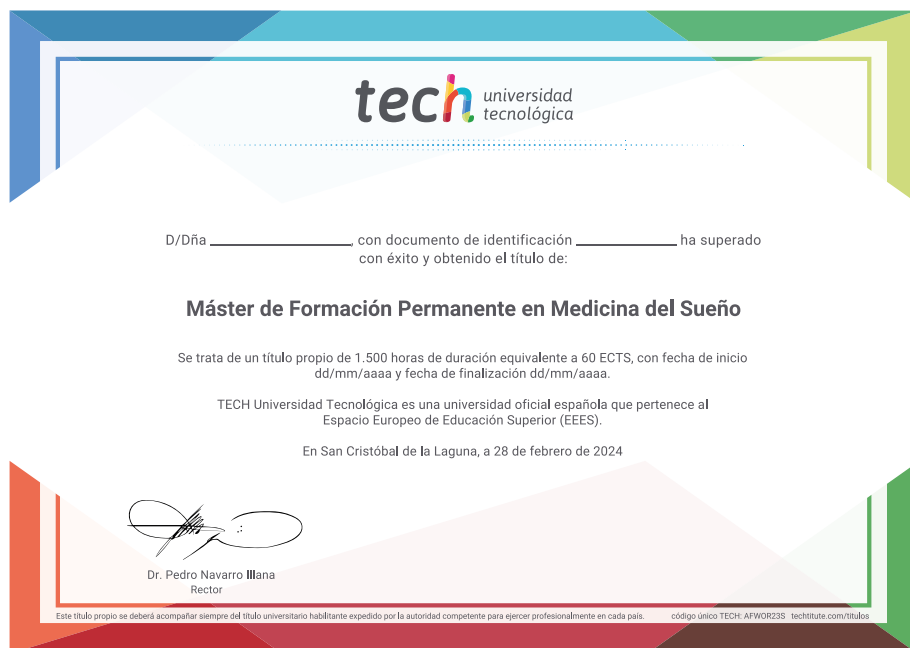 tech universidad
tecnológica
D/Dña ________________, con documento de identificación ____________ ha superado
con éxito y obtenido el título de:
Máster de Formación Permanente en Medicina del Sueño
Se trata de un título propio de 1.500 horas de duración equivalente a 60 ECTS, con fecha de inicio
dd/mm/aaaa y fecha de finalización dd/mm/aaaa.
TECH Universidad Tecnológica es una universidad oficial española que pertenece al
Espacio Europeo de Educación Superior (EEES).
En San Cristóbal de la Laguna, a 28 de febrero de 2024
Dr. Pedro Navarro Illana
Rector
Este título propio se deberá acompañar siempre del título universitario habilitante expedido por la autoridad competente para ejercer profesionalmente en cada país. código único TECH: AFWOR23S techtitute.com/titulos